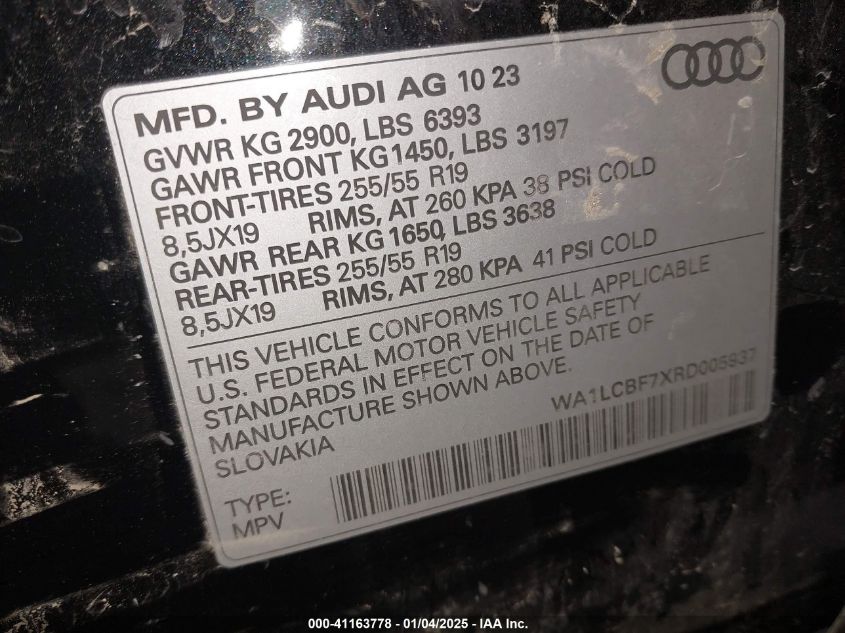 MFD. BY AUDI AG 10 23
GVWR KG 2900, LBS 6393
GAWR FRONT KG1450, LBS 3197
FRONT-TIRES 255/55 R19
8,5JX19 RIMS, AT 260 KPA 38 PSI COLD
GAWR REAR KG 1650, LBS 3638
REAR-TIRES 255/55 R19
8,5JX19 RIMS, AT 280 KPA 41 PSI COLD
THIS VEHICLE CONFORMS TO ALL APPLICABLE
U.S. FEDERAL MOTOR VEHICLE SAFETY
STANDARDS IN EFFECT ON THE DATE OF
MANUFACTURE SHOWN ABOVE.
SLOVAKIA
WA1LCBF7XRD005937
TYPE:
MPV
000-41163778 - 01/04/2025 - IAA Inc.